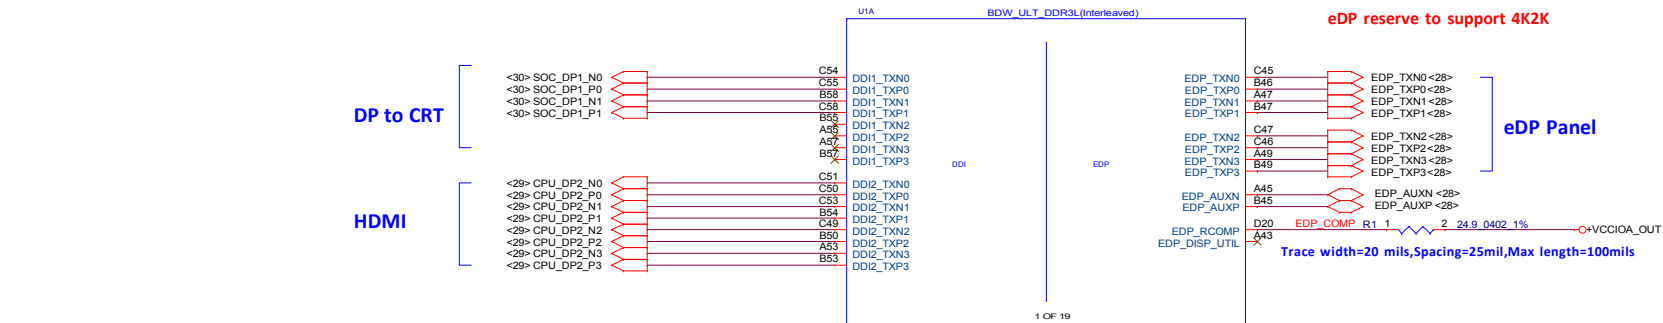 U1A
BDW_ULT_DDR3L(Interleaved)
eDP reserve to support 4K2K
<30> SOC_DP1_N0 C54 DDI1_TXN0 EDP_TXN0 C45 EDP_TXN0 <28>
<30> SOC_DP1_P0 C55 DDI1_TXP0 EDP_TXP0 B46 EDP_TXP0 <28>
<30> SOC_DP1_N1 B58 DDI1_TXN1 EDP_TXN1 A47 EDP_TXN1 <28>
<30> SOC_DP1_P1 C58 DDI1_TXP1 EDP_TXP1 B47 EDP_TXP1 <28>
DP to CRT
B55 DDI1_TXN2
A55 DDI1_TXP2
A57 DDI1_TXN3
B57 DDI1_TXP3
EDP_TXN2 C47 EDP_TXN2 <28>
EDP_TXP2 C46 EDP_TXP2 <28>
EDP_TXN3 A49 EDP_TXN3 <28>
EDP_TXP3 B49 EDP_TXP3 <28>
eDP Panel
DDI
EDP
<29> CPU_DP2_N0 C51 DDI2_TXN0
<29> CPU_DP2_P0 C50 DDI2_TXP0
<29> CPU_DP2_N1 C53 DDI2_TXN1
<29> CPU_DP2_P1 B54 DDI2_TXP1
<29> CPU_DP2_N2 C49 DDI2_TXN2
<29> CPU_DP2_P2 B50 DDI2_TXP2
<29> CPU_DP2_N3 A53 DDI2_TXN3
<29> CPU_DP2_P3 B53 DDI2_TXP3
HDMI
EDP_AUXN A45 EDP_AUXN <28>
EDP_AUXP B45 EDP_AUXP <28>
EDP_RCOMP D20 EDP_COMP R1 1 2 24.9_0402_1% +VCCIOA_OUT
EDP_DISP_UTIL A43
Trace width=20 mils,Spacing=25mil,Max length=100mils
1 OF 19